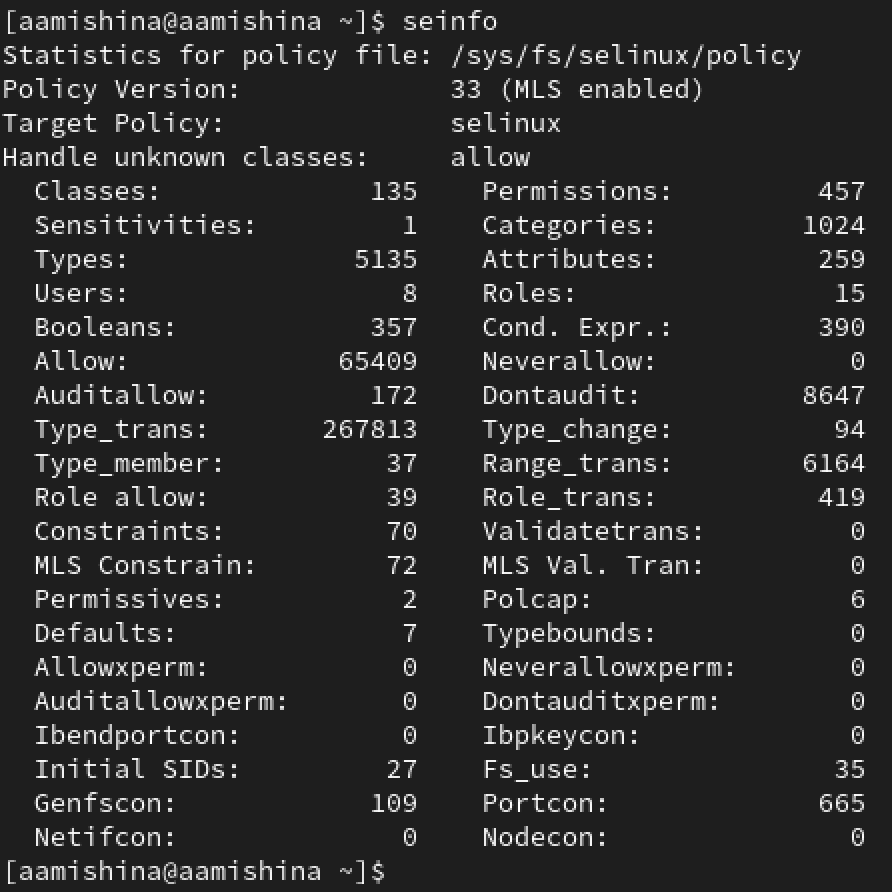 [aamishina@aamishina ~]$ seinfo
Statistics for policy file: /sys/fs/selinux/policy
Policy Version:             33 (MLS enabled)
Target Policy:              selinux
Handle unknown classes:     allow
  Classes:             135    Permissions:         457
  Sensitivities:         1    Categories:         1024
  Types:              5135    Attributes:          259
  Users:                 8    Roles:                15
  Booleans:            357    Cond. Expr.:         390
  Allow:             65409    Neverallow:            0
  Auditallow:          172    Dontaudit:          8647
  Type_trans:       267813    Type_change:          94
  Type_member:          37    Range_trans:        6164
  Role allow:           39    Role_trans:          419
  Constraints:          70    Validatetrans:         0
  MLS Constrain:        72    MLS Val. Tran:         0
  Permissives:           2    Polcap:                6
  Defaults:              7    Typebounds:            0
  Allowxperm:            0    Neverallowxperm:       0
  Auditallowxperm:       0    Dontauditxperm:        0
  Ibendportcon:          0    Ibpkeycon:             0
  Initial SIDs:         27    Fs_use:               35
  Genfscon:            109    Portcon:             665
  Netifcon:              0    Nodecon:               0
[aamishina@aamishina ~]$